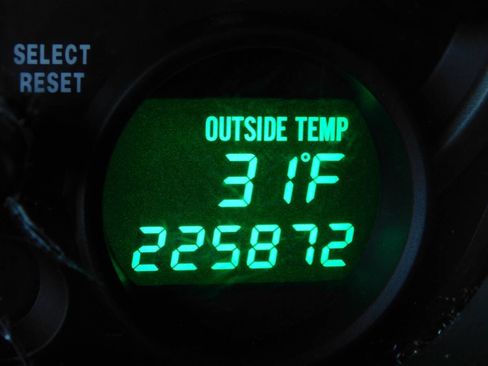 SELECT
RESET
OUTSIDE TEMP
31°F
225872